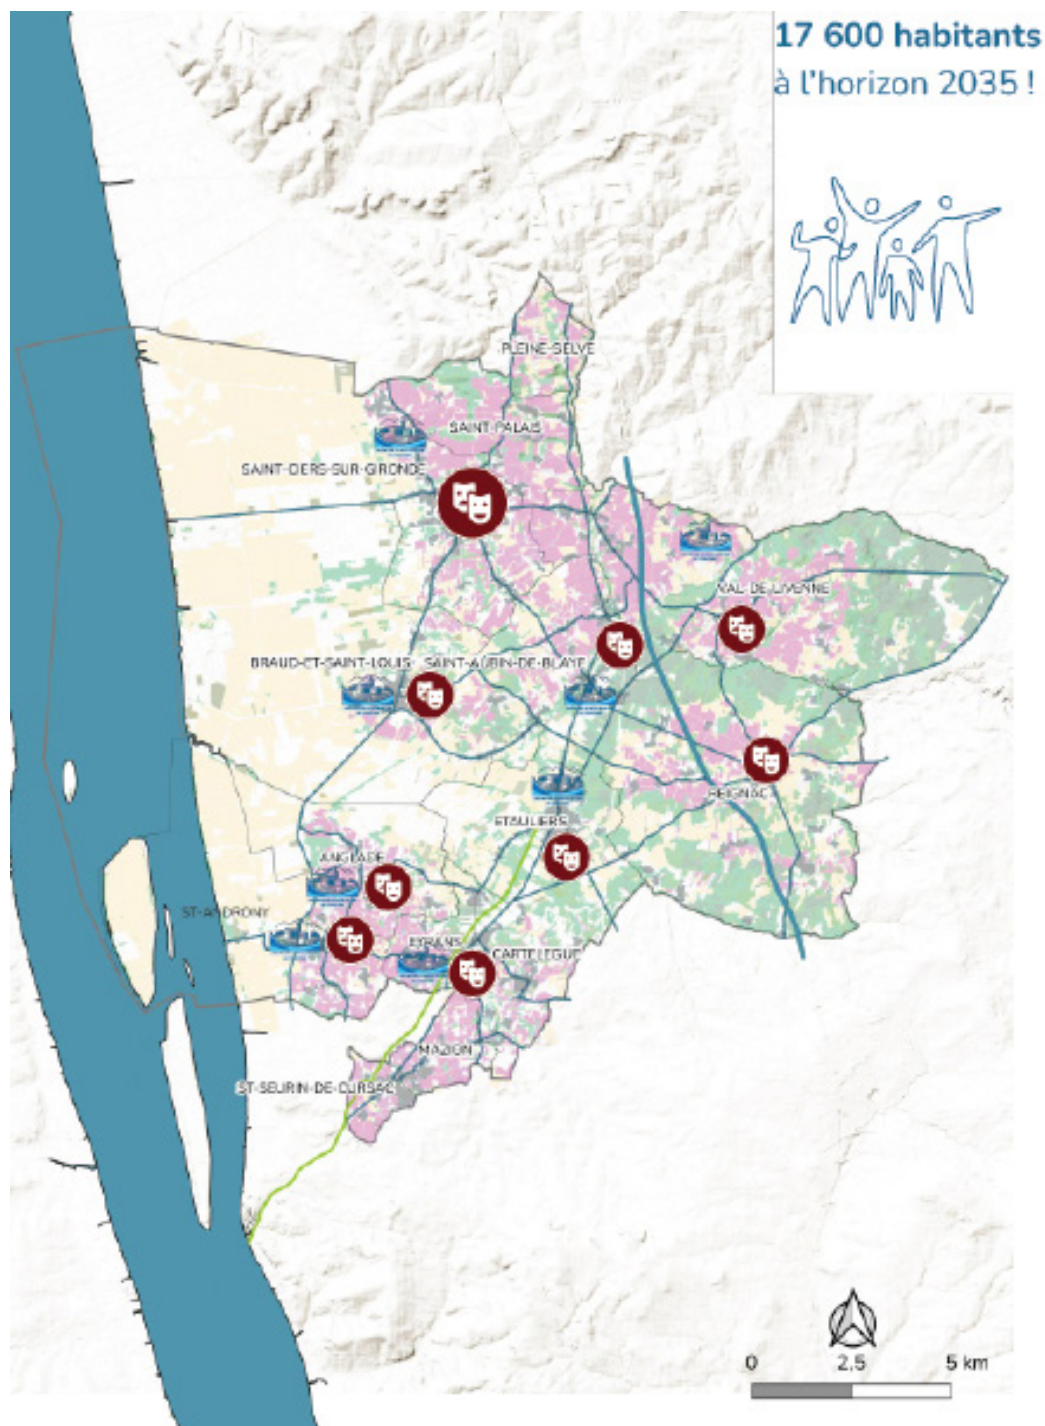 17 600 habitants
à l'horizon 2035 !
PLEINE-SELVE
SAINT-PALAIS
SAINT-CIERS-SUR-GIRONDE
VAL-DE-LIVENNE
BRAUD-ET-SAINT-LOUIS
SAINT-AUBIN-DE-BLAYE
REIGNAC
ETAULIERS
ANGLADE
ST-ANDRONY
EYRANS
CARTELEGUE
MAZION
ST-SEURIN-DE-CURSAC
0
2,5
5 km